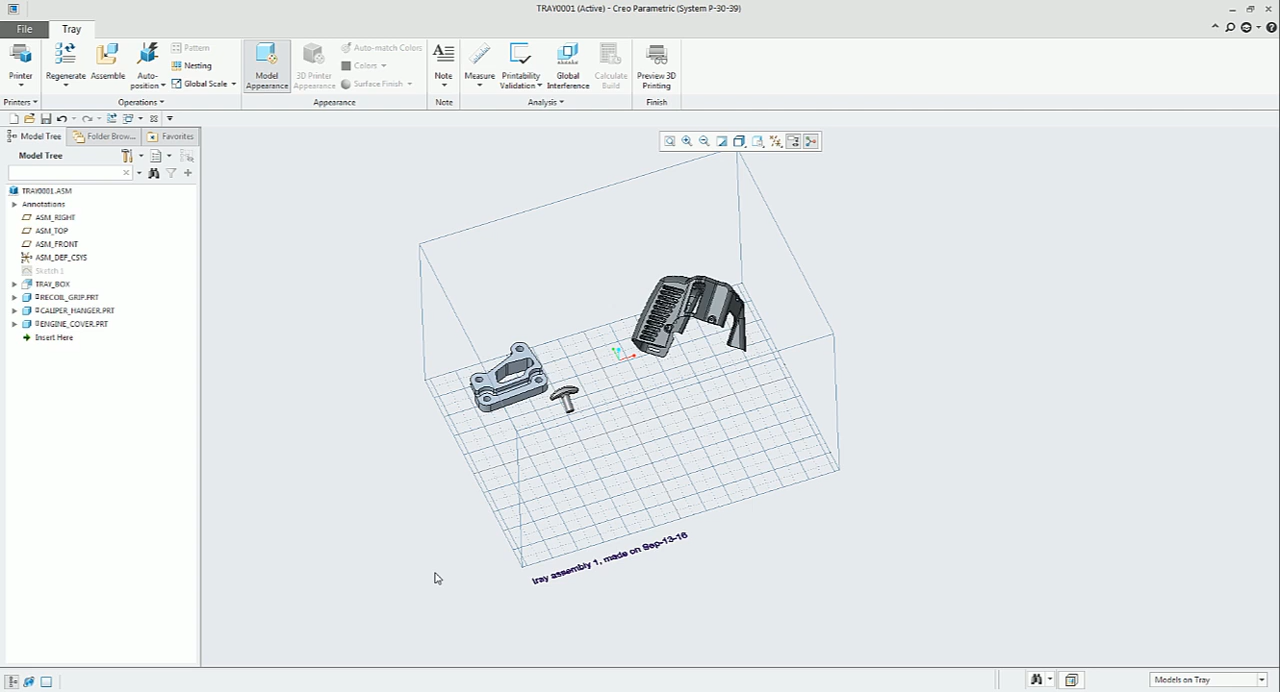 TRAY0001 (Active) - Creo Parametric (System P-30-39)
File
Tray
Printer
Regenerate
Assemble
Auto-
position
Pattern
Nesting
Global Scale
Model
Appearance
3D Printer
Appearance
Auto-match Colors
Colors
Surface Finish
Note
Measure
Printability
Validation
Global
Interference
Calculate
Build
Preview 3D
Printing
Printers
Operations
Appearance
Note
Analysis
Finish
Model Tree
Folder Brow...
Favorites
Model Tree
TRAY0001.ASM
Annotations
ASM_RIGHT
ASM_TOP
ASM_FRONT
ASM_DEF_CSYS
Sketch 1
TRAY_BOX
RECOIL_GRIP.PRT
CALIPER_HANGER.PRT
ENGINE_COVER.PRT
Insert Here
tray assembly 1, made on Sep-13-16
Models on Tray